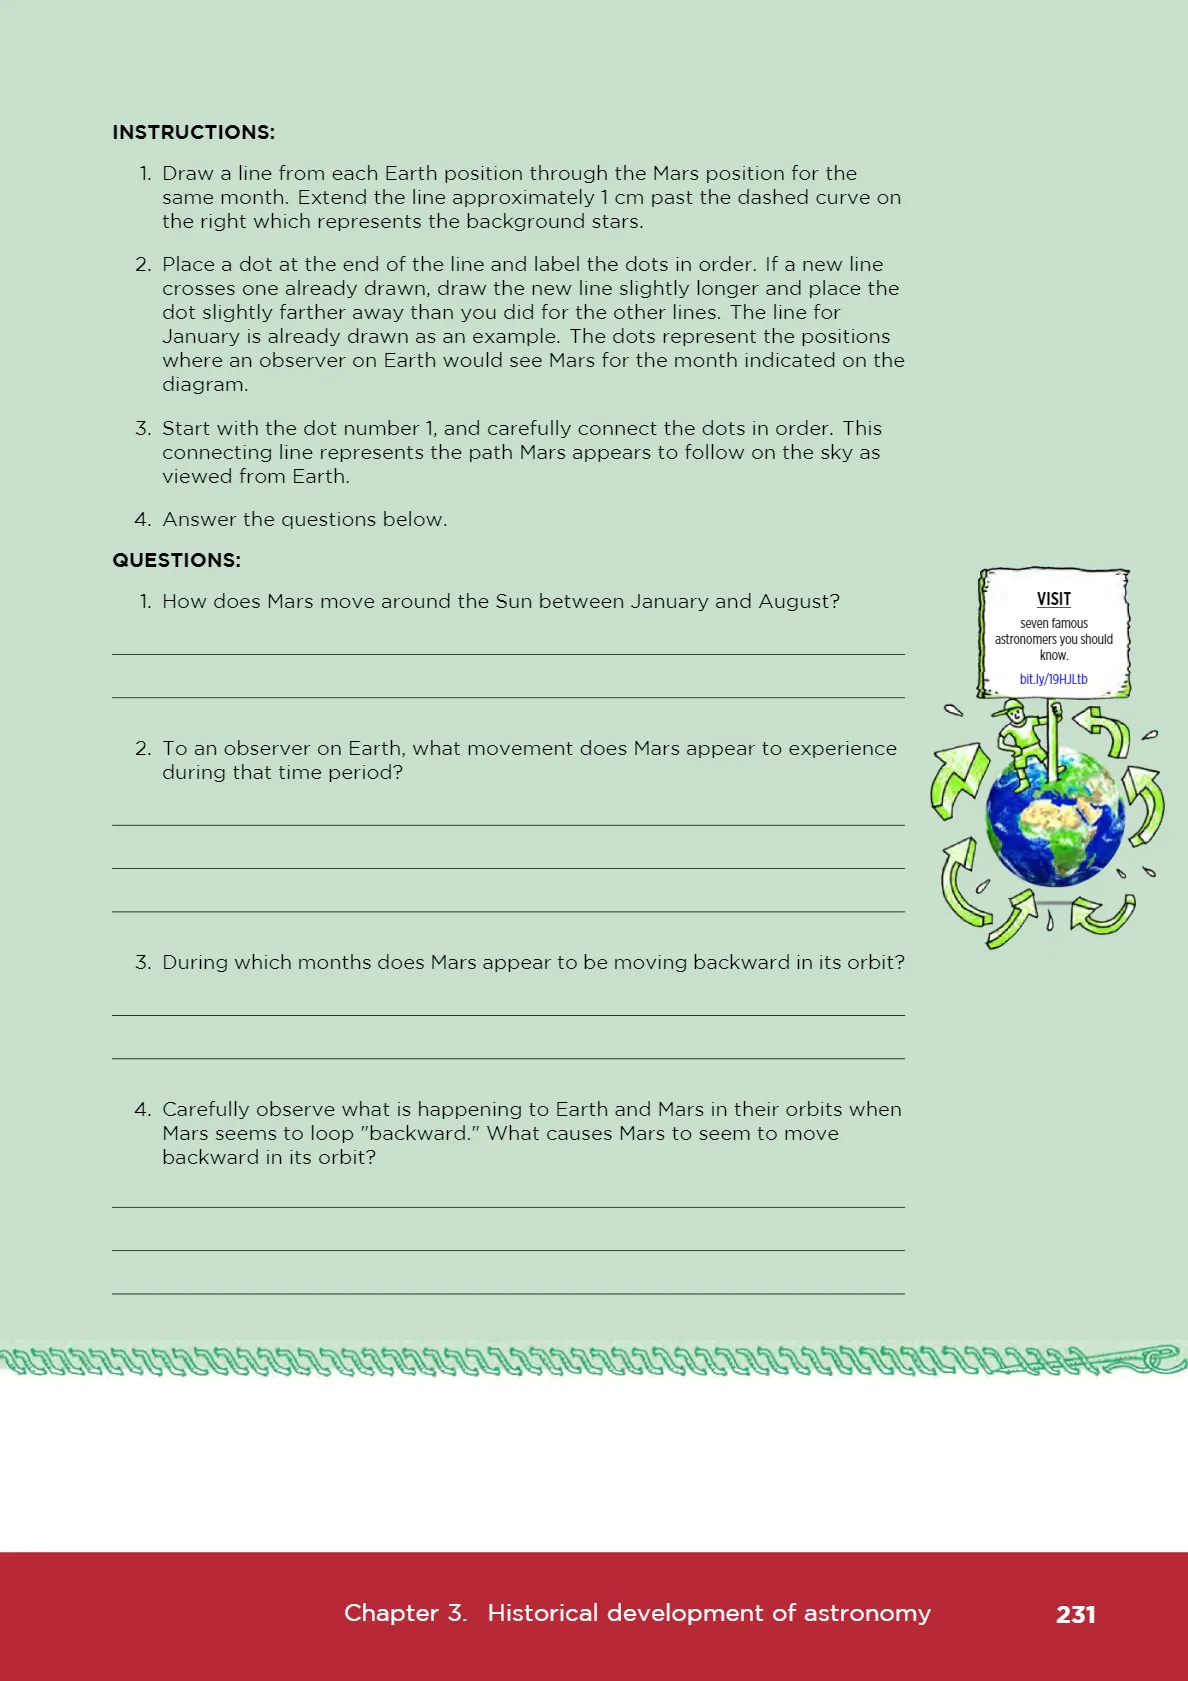 INSTRUCTIONS:
1. Draw a line from each Earth position through the Mars position for the
same month. Extend the line approximately 1 cm past the dashed curve on
the right which represents the background stars.
2. Place a dot at the end of the line and label the dots in order. If a new line
crosses one already drawn, draw the new line slightly longer and place the
dot slightly farther away than you did for the other lines. The line for
January is already drawn as an example. The dots represent the positions
where an observer on Earth would see Mars for the month indicated on the
diagram.
3. Start with the dot number 1, and carefully connect the dots in order. This
connecting line represents the path Mars appears to follow on the sky as
viewed from Earth.
4. Answer the questions below.
QUESTIONS:
1. How does Mars move around the Sun between January and August?
2. To an observer on Earth, what movement does Mars appear to experience
during that time period?
3. During which months does Mars appear to be moving backward in its orbit?
4. Carefully observe what is happening to Earth and Mars in their orbits when
Mars seems to loop "backward." What causes Mars to seem to move
backward in its orbit?
VISIT
seven famous
astronomers you should
know.
bit.ly/19HJLtb
Chapter 3. Historical development of astronomy 231